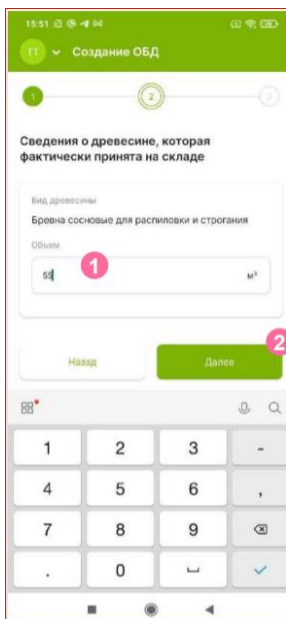 15:51
ТТ Создание ОБД
1 2 3
Сведения о древесине, которая
фактически принята на складе
Вид древесины
Бревна сосновые для распиловки и строгания
Объем
55 м³
1
2
Назад Далее
1 2 3 -
4 5 6 ,
7 8 9
. 0